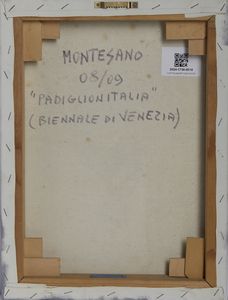 MONTESANO
08/09
"PADIGLIONITALIA"
(BIENNALE DI VENEZIA)